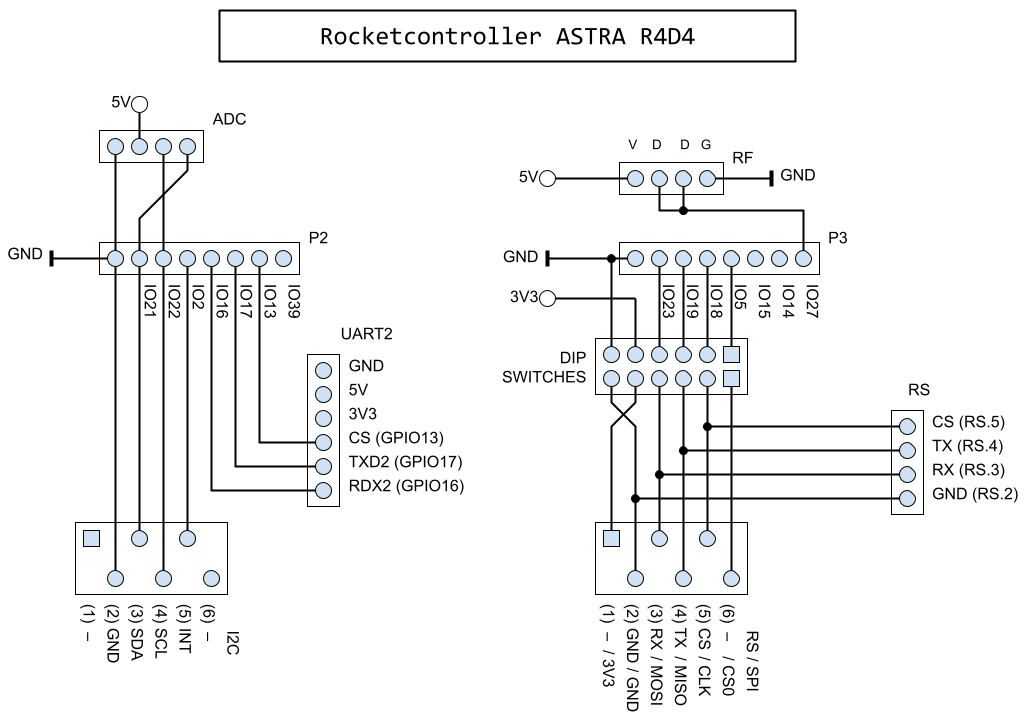 Rocketcontroller ASTRA R4D4
5V
ADC
GND
P2
IO21
IO22
IO2
IO16
IO17
IO13
IO39
UART2
GND
5V
3V3
CS (GPIO13)
TXD2 (GPIO17)
RDX2 (GPIO16)
(1) –
(2) GND
(3) SDA
(4) SCL
(5) INT
(6) –
I2C
V D D G
RF
5V
GND
P3
GND
3V3
IO23
IO19
IO18
IO5
IO15
IO14
IO27
DIP
SWITCHES
RS
CS (RS.5)
TX (RS.4)
RX (RS.3)
GND (RS.2)
(1) – / 3V3
(2) GND / GND
(3) RX / MOSI
(4) TX / MISO
(5) CS / CLK
(6) – / CS0
RS / SPI